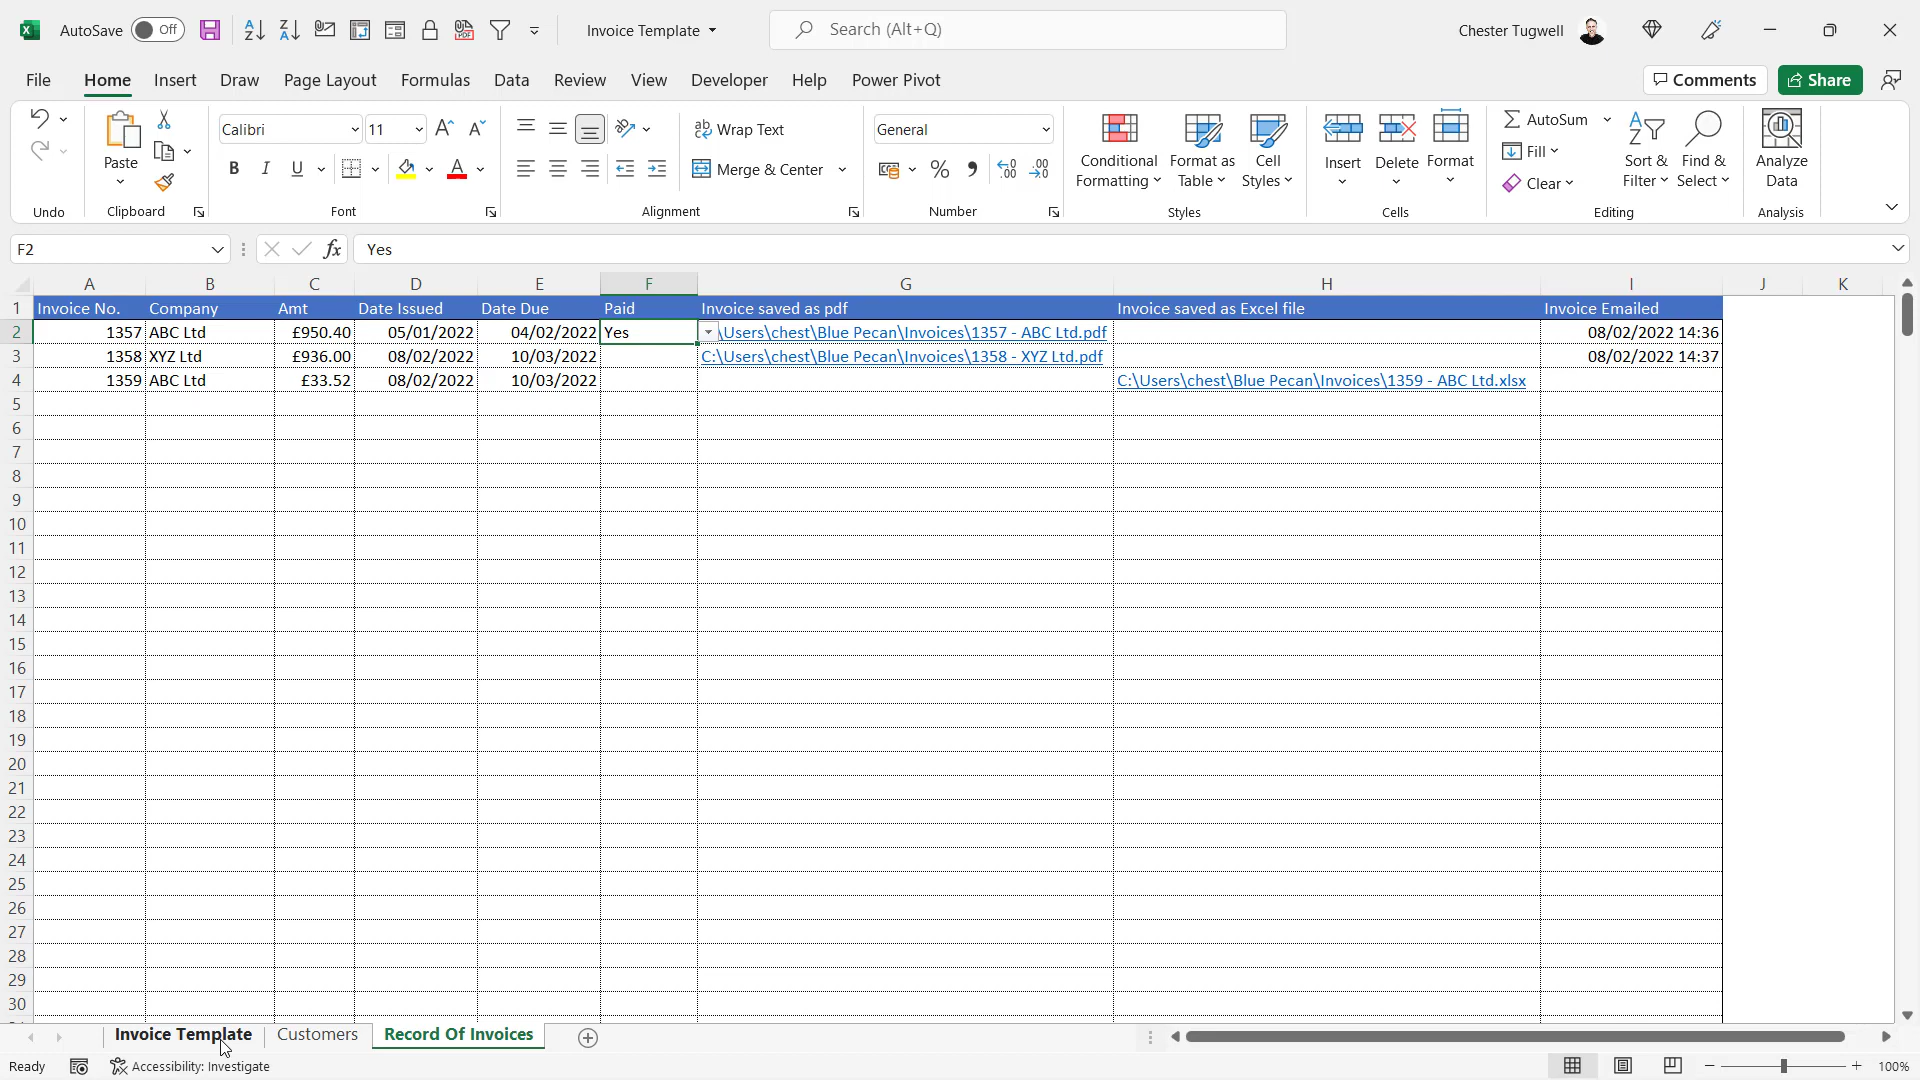 AutoSave Off Invoice Template Search (Alt+Q) Chester Tugwell
File Home Insert Draw Page Layout Formulas Data Review View Developer Help Power Pivot Comments Share
Paste
Calibri 11
B I U A
Wrap Text
Merge & Center
General
Conditional Formatting
Format as Table
Cell Styles
Insert Delete Format
AutoSum
Fill
Clear
Sort & Filter
Find & Select
Analyze Data
Undo Clipboard Font Alignment Number Styles Cells Editing Analysis
F2 fx Yes
A B C D E F G H I J K
1 Invoice No. Company Amt Date Issued Date Due Paid Invoice saved as pdf Invoice saved as Excel file Invoice Emailed
2 1357 ABC Ltd £950.40 05/01/2022 04/02/2022 Yes \Users\chest\Blue Pecan\Invoices\1357 - ABC Ltd.pdf 08/02/2022 14:36
3 1358 XYZ Ltd £936.00 08/02/2022 10/03/2022 C:\Users\chest\Blue Pecan\Invoices\1358 - XYZ Ltd.pdf 08/02/2022 14:37
4 1359 ABC Ltd £33.52 08/02/2022 10/03/2022 C:\Users\chest\Blue Pecan\Invoices\1359 - ABC Ltd.xlsx
5
6
7
8
9
10
11
12
13
14
15
16
17
18
19
20
21
22
23
24
25
26
27
28
29
30
Invoice Template Customers Record Of Invoices
Ready Accessibility: Investigate 100%